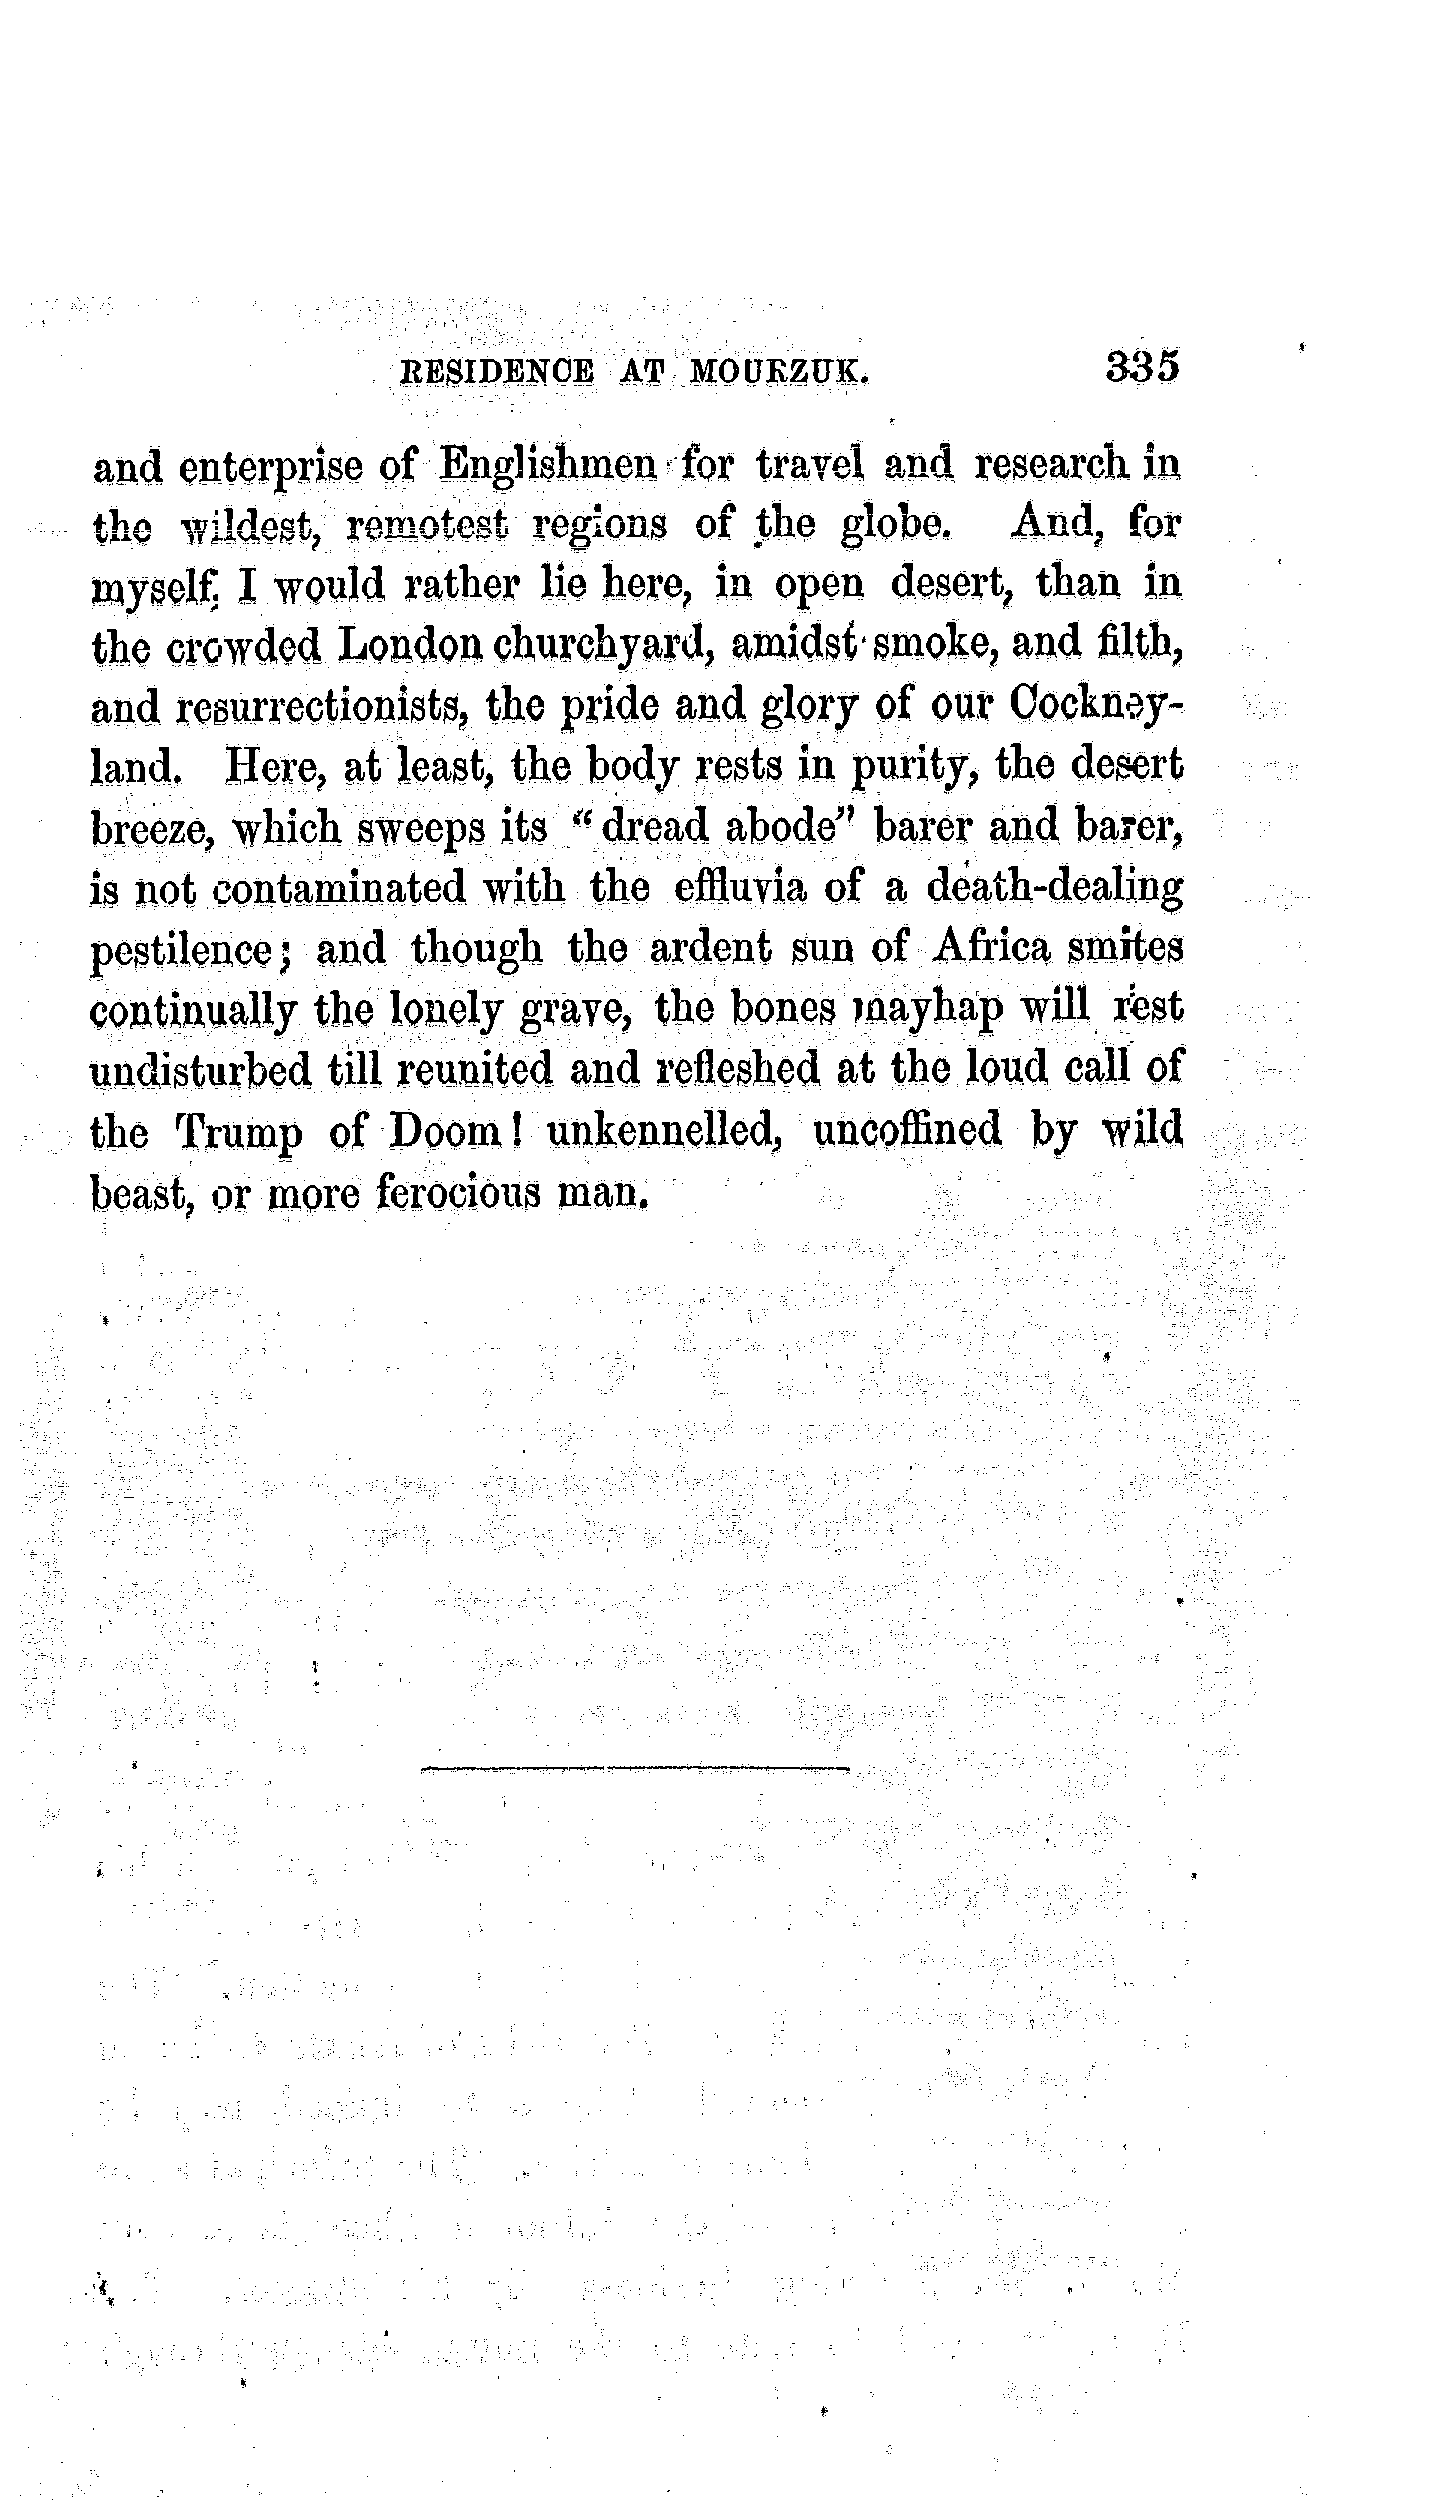 RESIDENCE AT MOURZUK. 335
and enterprise of Englishmen for travel and research in
the wildest, remotest regions of the globe. And, for
myself, I would rather lie here, in open desert, than in
the crowded London churchyard, amidst smoke, and filth,
and resurrectionists, the pride and glory of our Cockney-
land. Here, at least, the body rests in purity, the desert
breeze, which sweeps its "dread abode" barer and barer,
is not contaminated with the effluvia of a death-dealing
pestilence; and though the ardent sun of Africa smites
continually the lonely grave, the bones mayhap will rest
undisturbed till reunited and refleshed at the loud call of
the Trump of Doom! unkennelled, uncoffined by wild
beast, or more ferocious man.